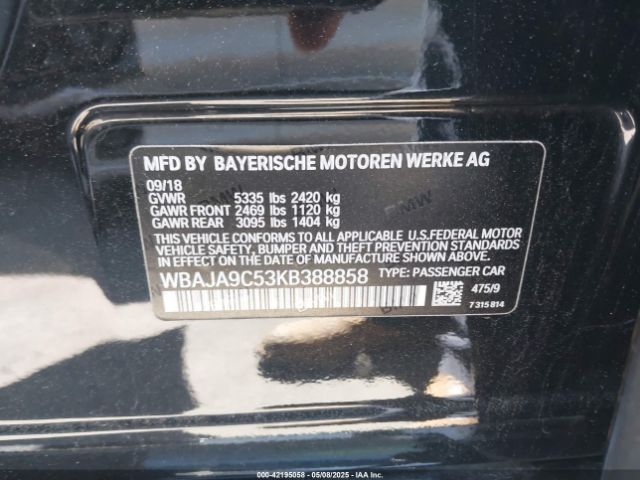 MFD BY BAYERISCHE MOTOREN WERKE AG
09/18
GVWR 5335 lbs 2420 kg
GAWR FRONT 2469 lbs 1120 kg
GAWR REAR 3095 lbs 1404 kg
THIS VEHICLE CONFORMS TO ALL APPLICABLE U.S.FEDERAL MOTOR
VEHICLE SAFETY, BUMPER, AND THEFT PREVENTION STANDARDS
IN EFFECT ON THE DATE OF MANUFACTURE SHOWN ABOVE.
WBAJA9C53KB388858 TYPE: PASSENGER CAR
475/9
7 315 814
00-42195058 - 05/08/2025 - IAAI.COM